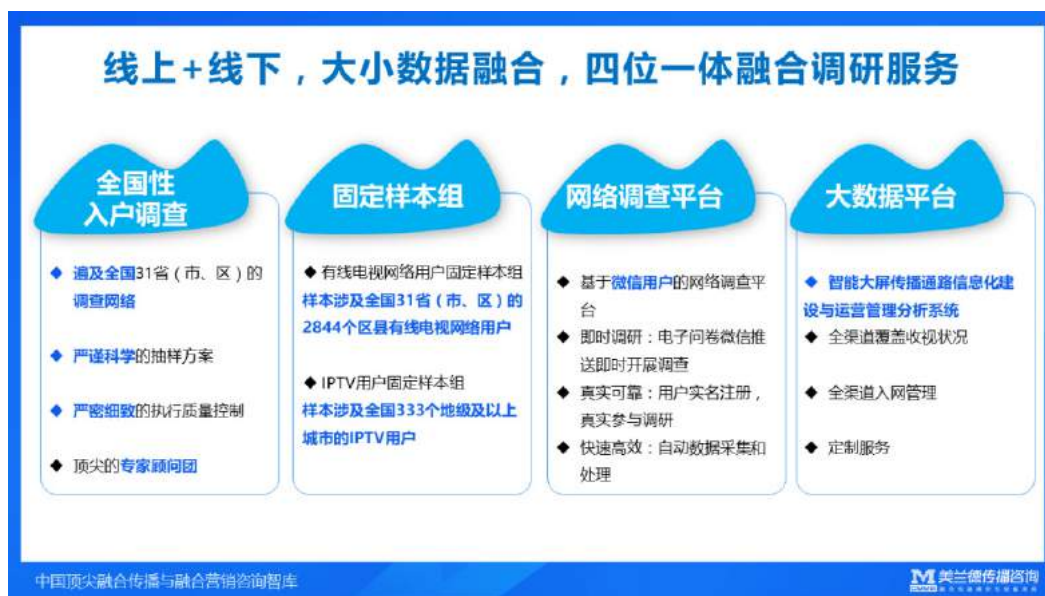 线上+线下，大小数据融合，四位一体融合调研服务
全国性
入户调查
◆ 遍及全国31省（市、区）的
调查网络
◆ 严谨科学的抽样方案
◆ 严密细致的执行质量控制
◆ 顶尖的专家顾问团
固定样本组
◆有线电视网络用户固定样本组
样本涉及全国31省（市、区）的
2844个区县有线电视网络用户
◆IPTV用户固定样本组
样本涉及全国333个地级及以上
城市的IPTV用户
网络调查平台
◆ 基于微信用户的网络调查平
台
◆ 即时调研：电子问卷微信推
送即时开展调查
◆ 真实可靠：用户实名注册，
真实参与调研
◆ 快速高效：自动数据采集和
处理
大数据平台
◆ 智能大屏传播通路信息化建
设与运营管理分析系统
◆ 全渠道覆盖收视状况
◆ 全渠道入网管理
◆ 定制服务
中国顶尖融合传播与融合营销咨询智库
美兰德传播咨询